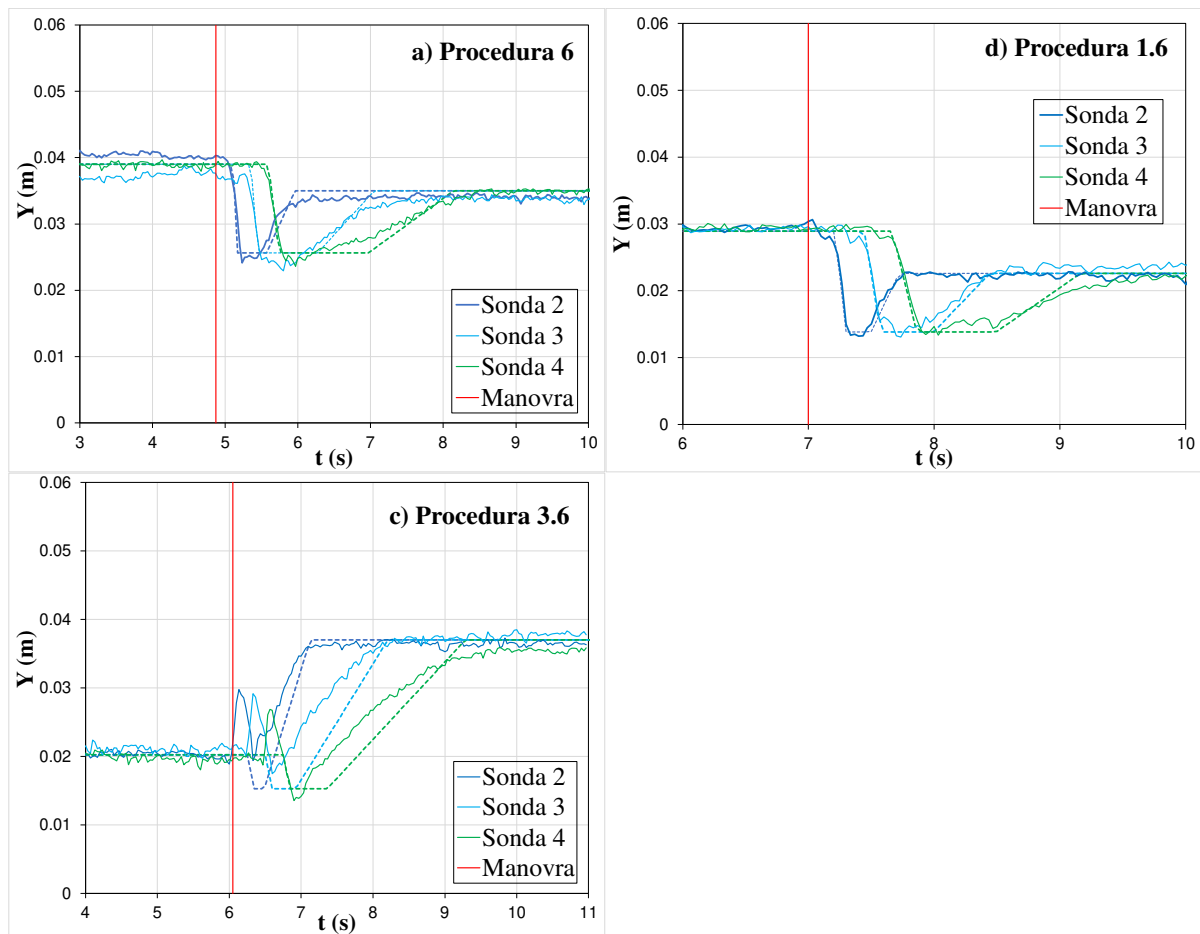 a) Procedura 6
Y (m)
0.06
0.05
0.04
0.03
0.02
0.01
0
Sonda 2
Sonda 3
Sonda 4
Manovra
3 4 5 6 7 8 9 10
t (s)
d) Procedura 1.6
Y (m)
0.06
0.05
0.04
0.03
0.02
0.01
0
Sonda 2
Sonda 3
Sonda 4
Manovra
6 7 8 9 10
t (s)
c) Procedura 3.6
Y (m)
0.06
0.05
0.04
0.03
0.02
0.01
0
Sonda 2
Sonda 3
Sonda 4
Manovra
4 5 6 7 8 9 10 11
t (s)